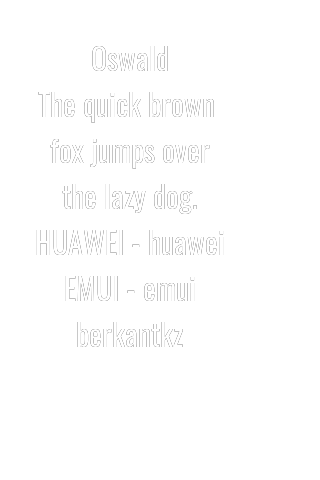 Oswald
The quick brown
fox jumps over
the lazy dog.
HUAWEI - huawei
EMUI - emui
berkantkz